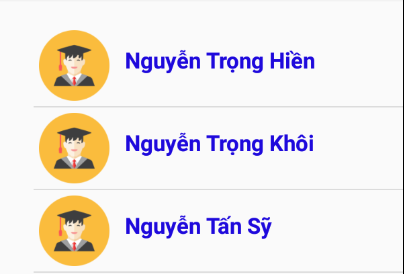 Nguyễn Trọng Hiền
Nguyễn Trọng Khôi
Nguyễn Tấn Sỹ